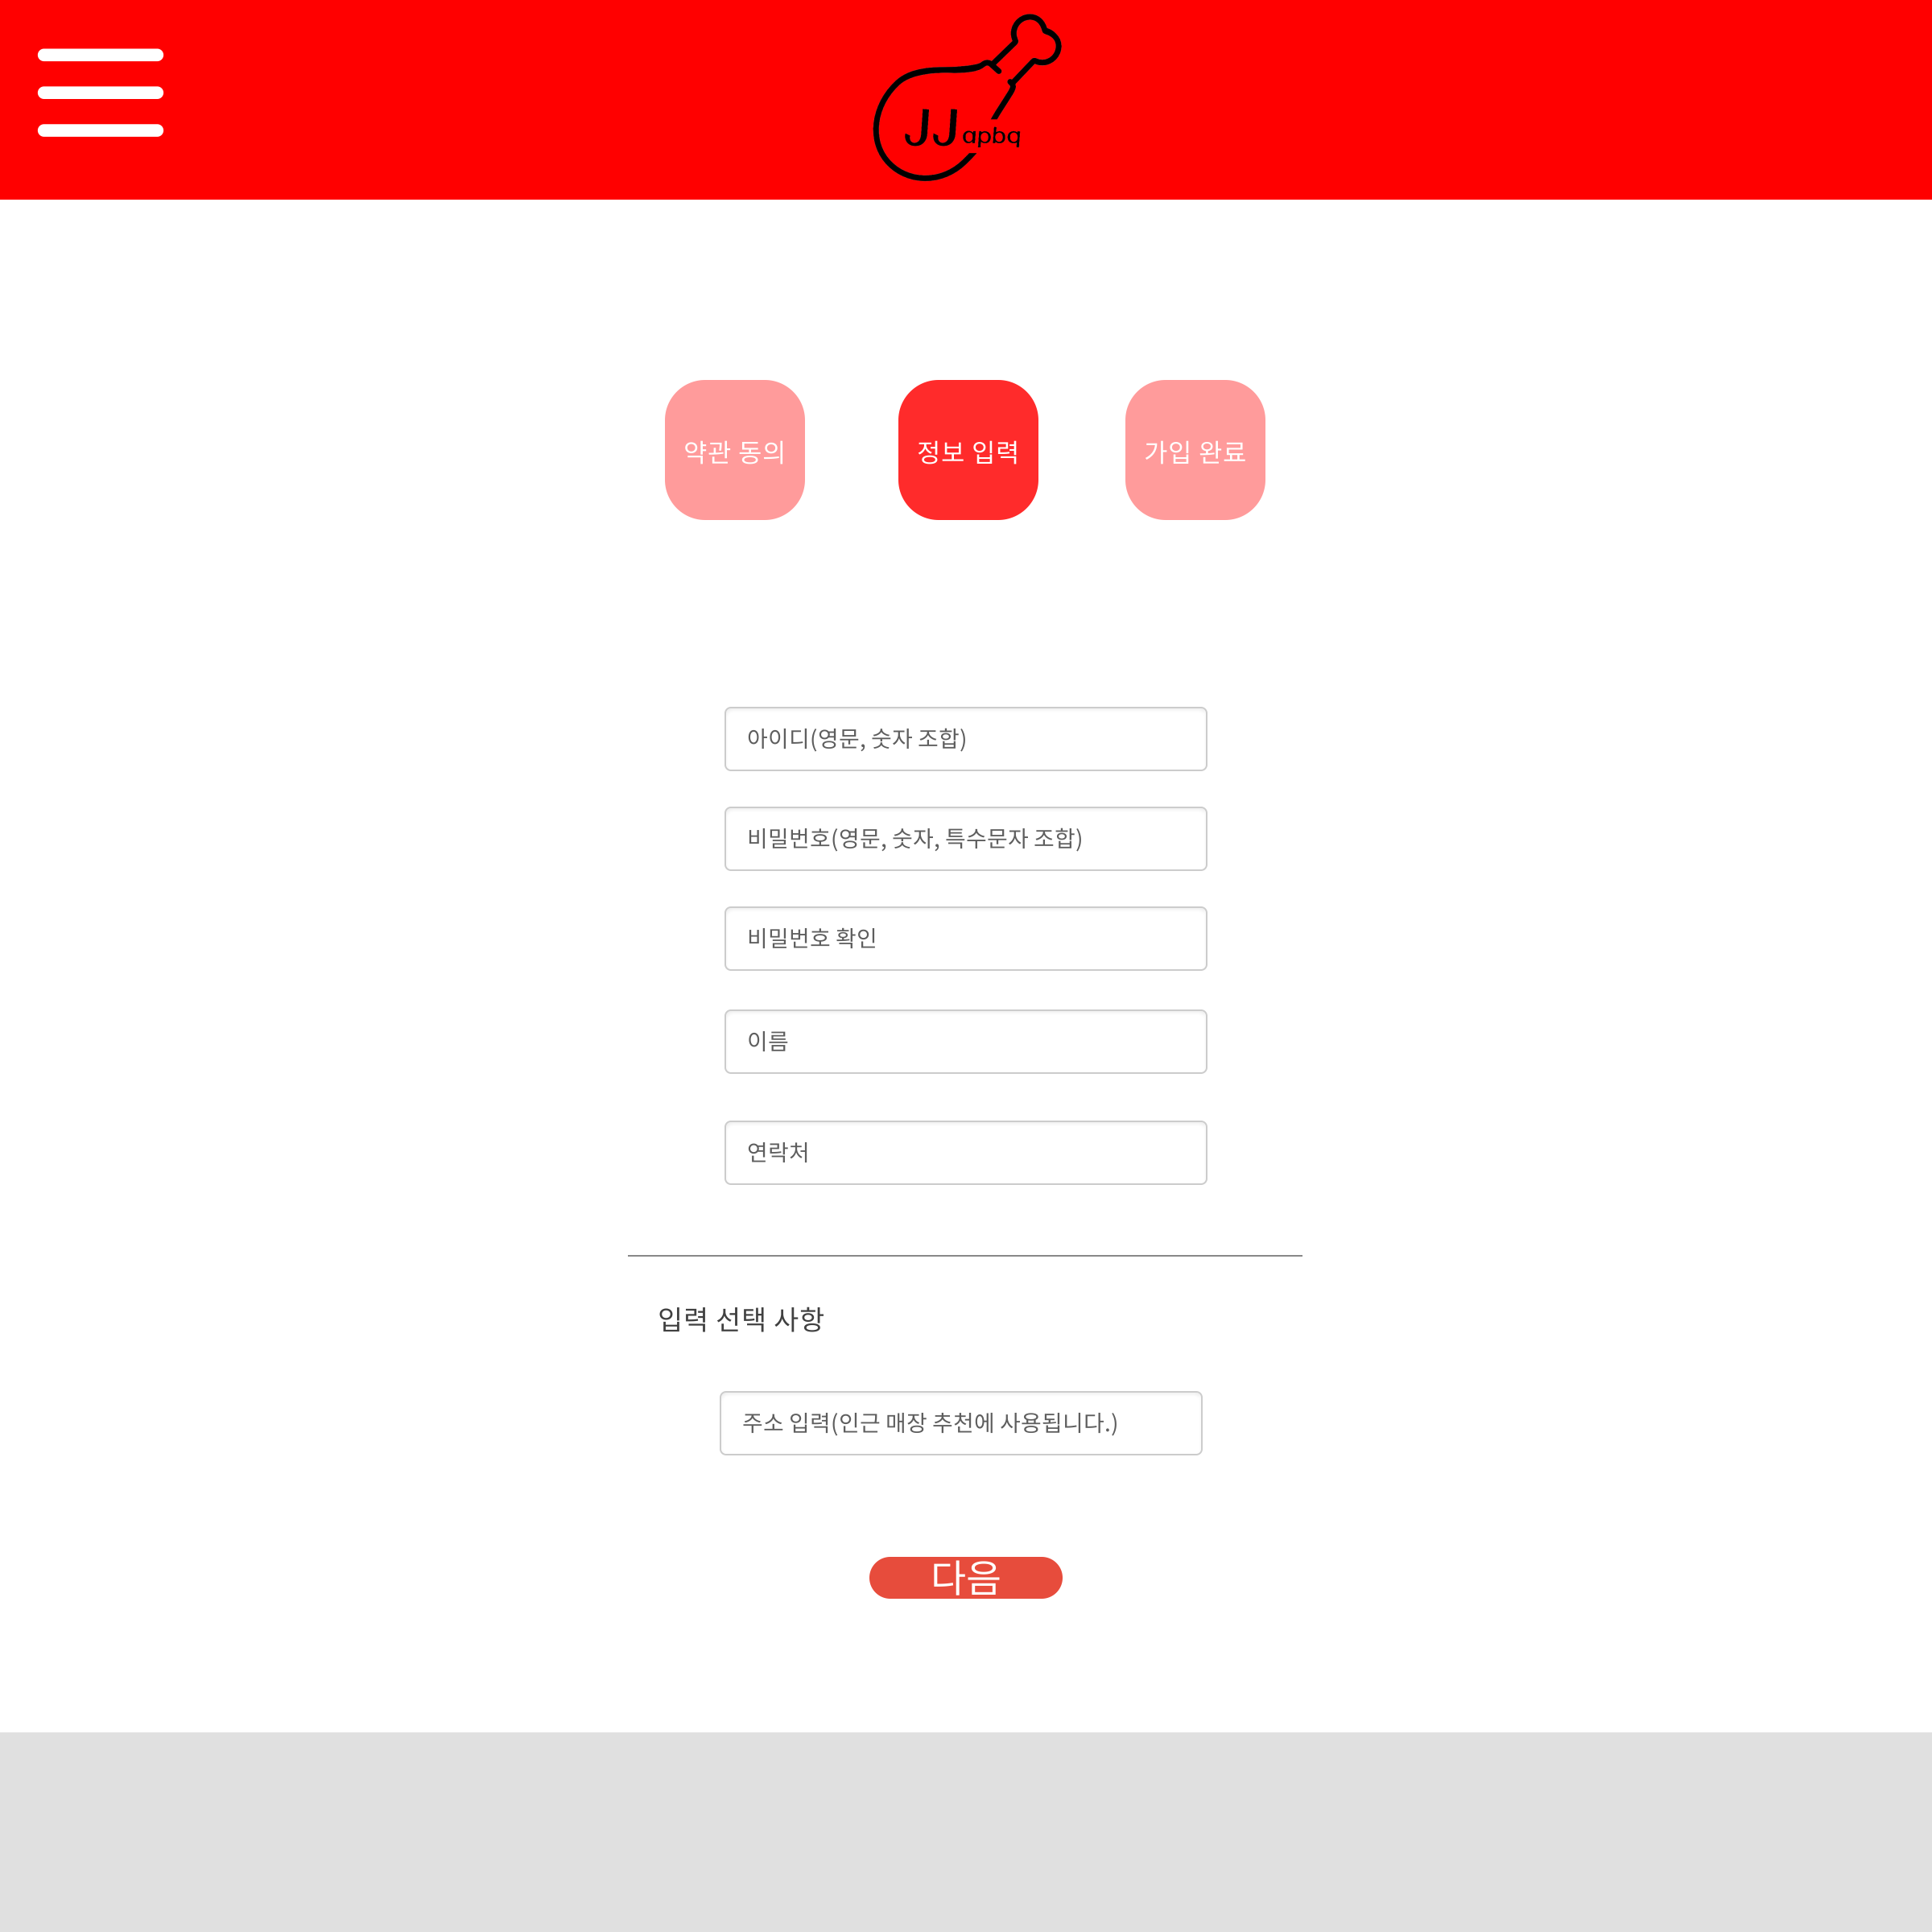 JJapbq
약관 동의
정보 입력
가입 완료
아이디(영문, 숫자 조합)
비밀번호(영문, 숫자, 특수문자 조합)
비밀번호 확인
이름
연락처
입력 선택 사항
주소 입력(인근 매장 추천에 사용됩니다.)
다음